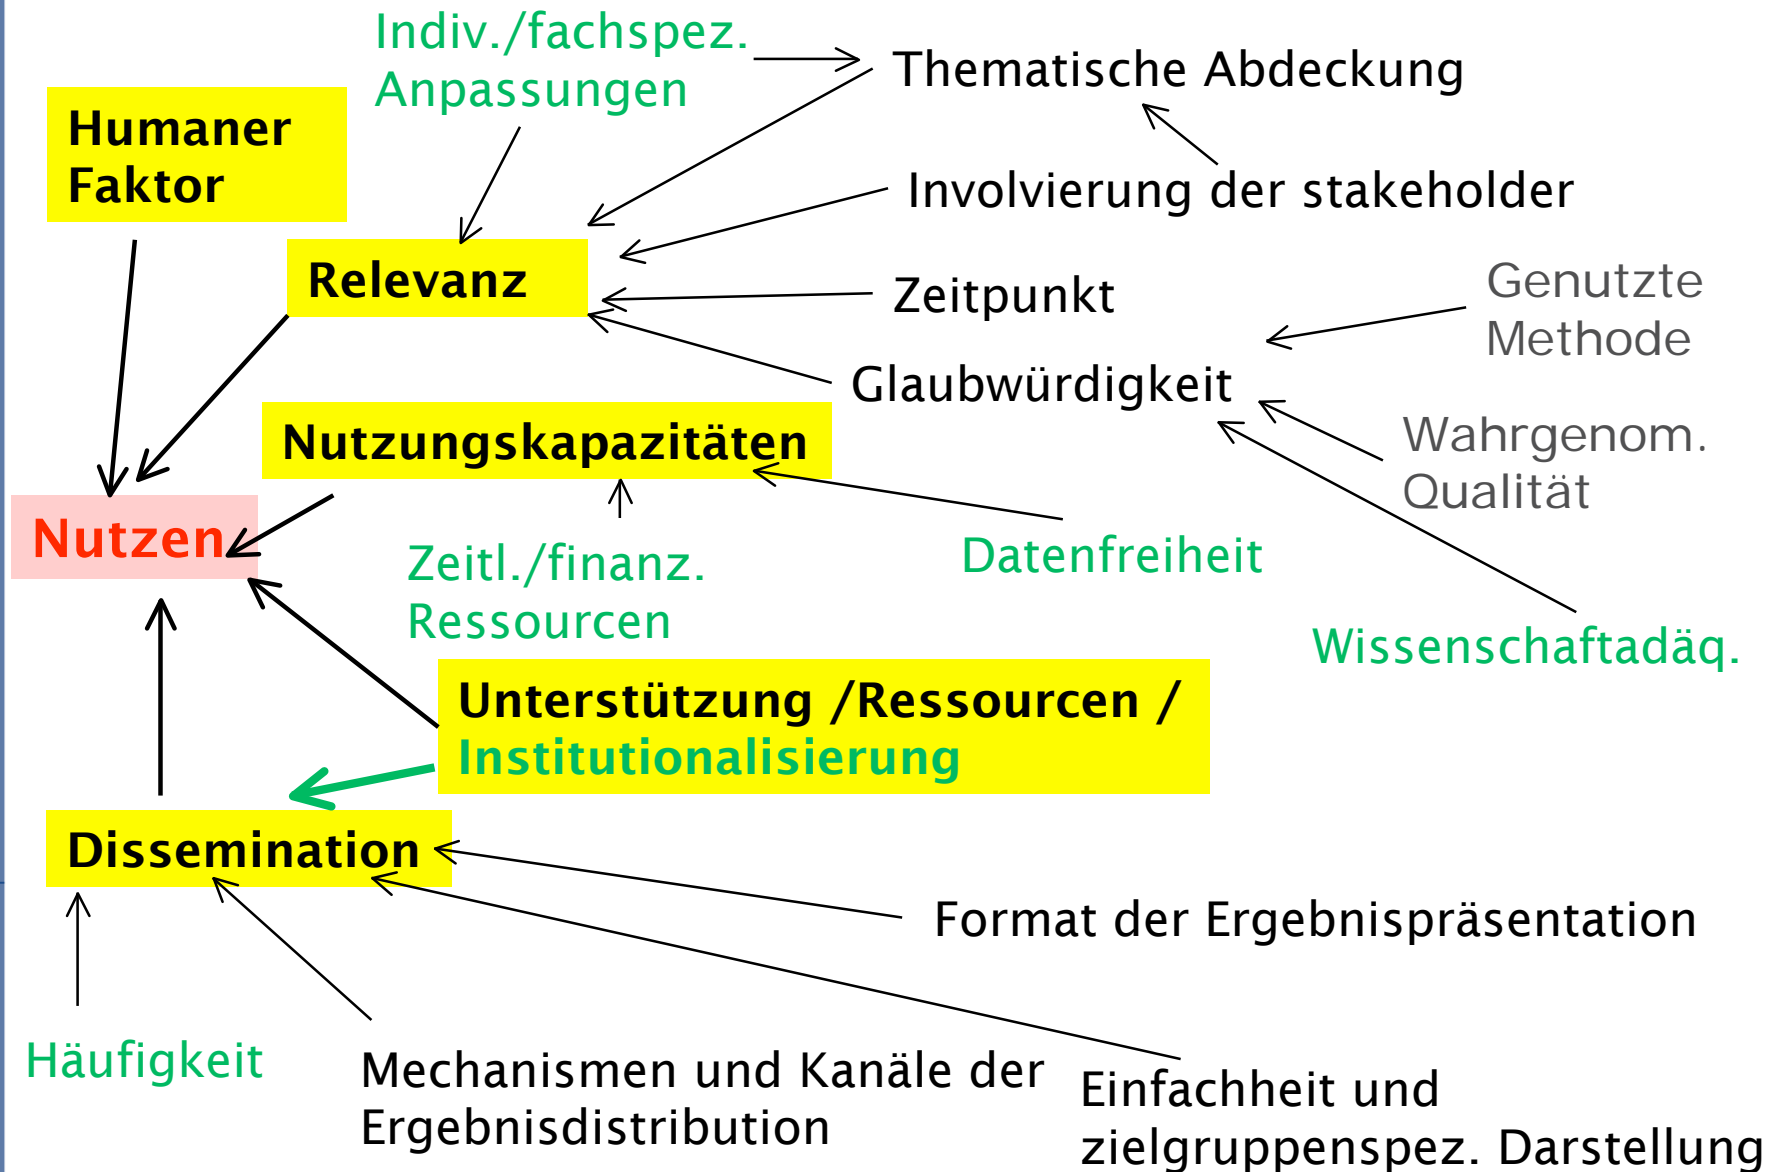 Indiv./fachspez.
Anpassungen
Thematische Abdeckung
Humaner
Faktor
Involvierung der stakeholder
Relevanz
Zeitpunkt
Genutzte
Methode
Glaubwürdigkeit
Nutzungskapazitäten
Wahrgenom.
Qualität
Nutzen
Zeitl./finanz.
Ressourcen
Datenfreiheit
Wissenschaftadäq.
Unterstützung /Ressourcen /
Institutionalisierung
Dissemination
Format der Ergebnispräsentation
Häufigkeit
Mechanismen und Kanäle der
Ergebnisdistribution
Einfachheit und
zielgruppenspez. Darstellung